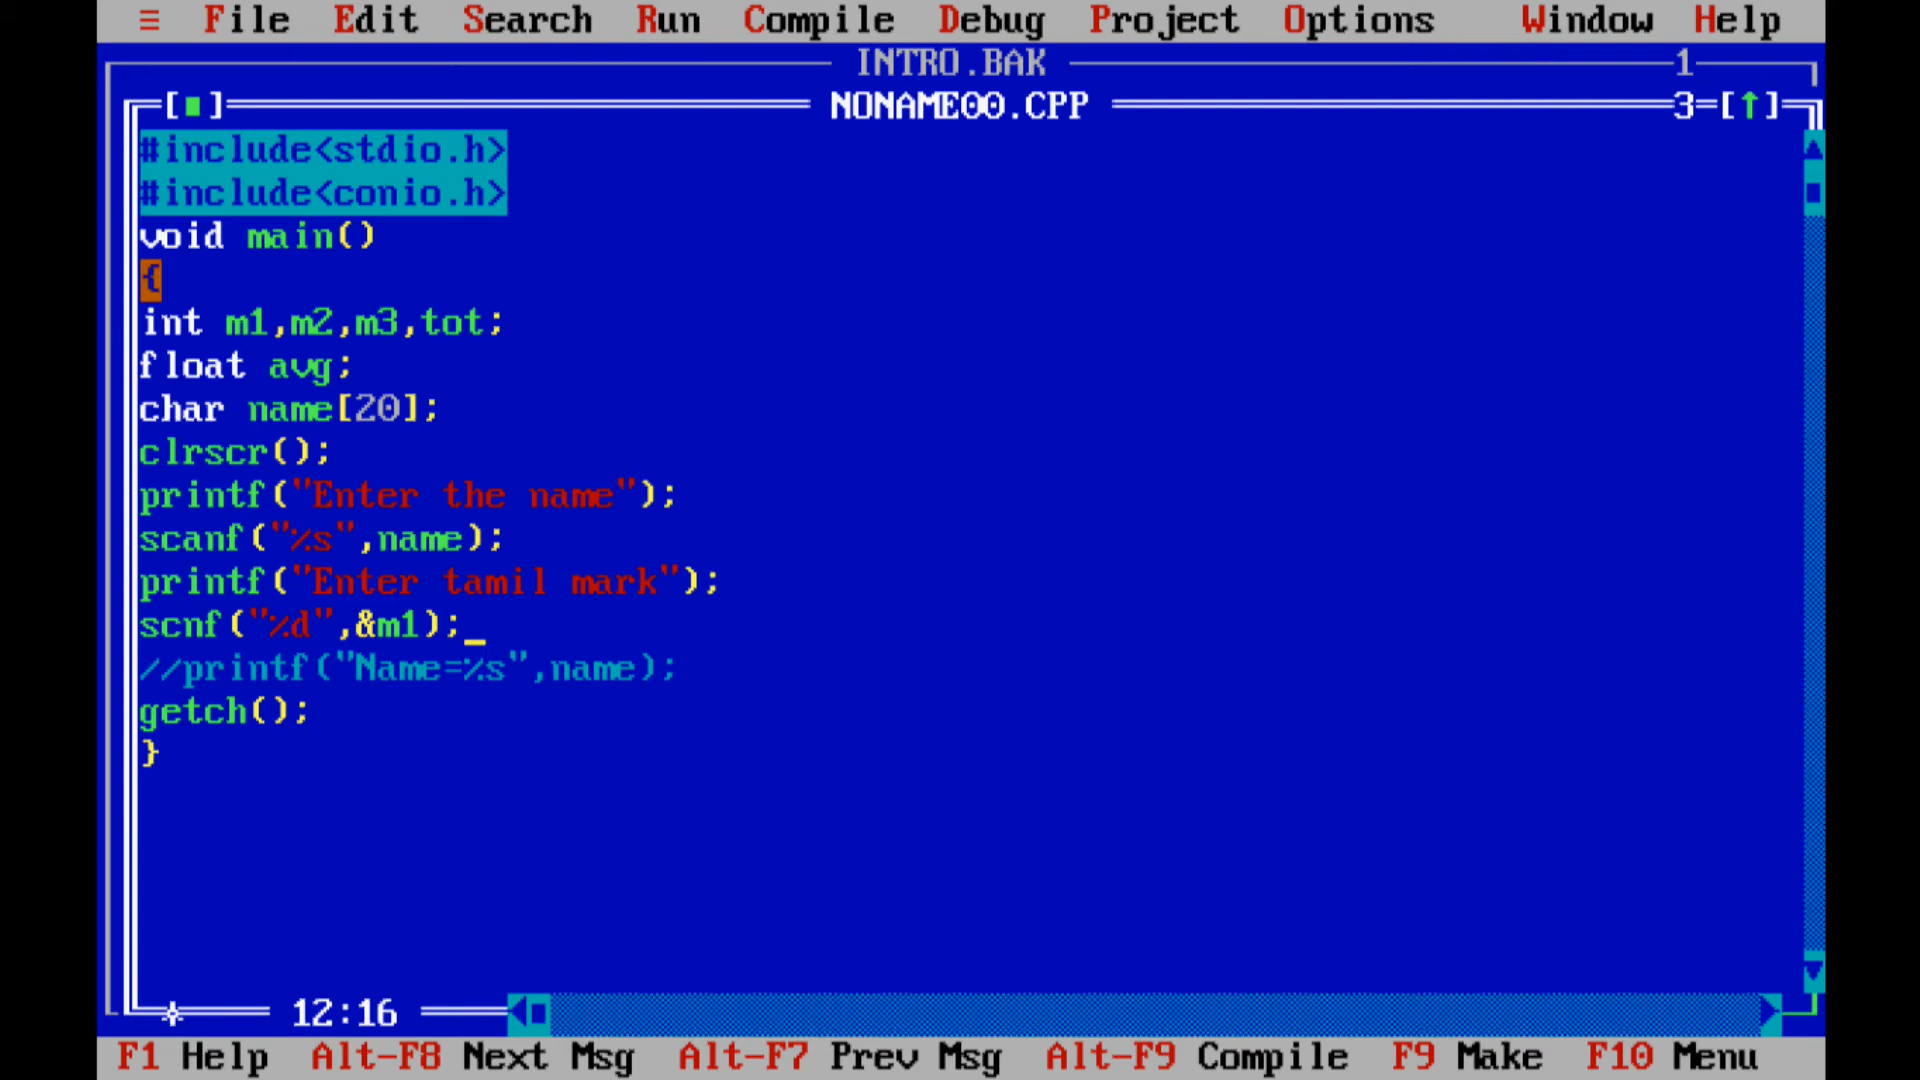 ≡ File Edit Search Run Compile Debug Project Options Window Help
INTRO.BAK 1
[■] NONAME00.CPP 3=[↑]
#include<stdio.h>
#include<conio.h>
void main()
{
int m1,m2,m3,tot;
float avg;
char name[20];
clrscr();
printf("Enter the name");
scanf("%s",name);
printf("Enter tamil mark");
scnf("%d",&m1);_
//printf("Name=%s",name);
getch();
}
12:16
F1 Help Alt-F8 Next Msg Alt-F7 Prev Msg Alt-F9 Compile F9 Make F10 Menu